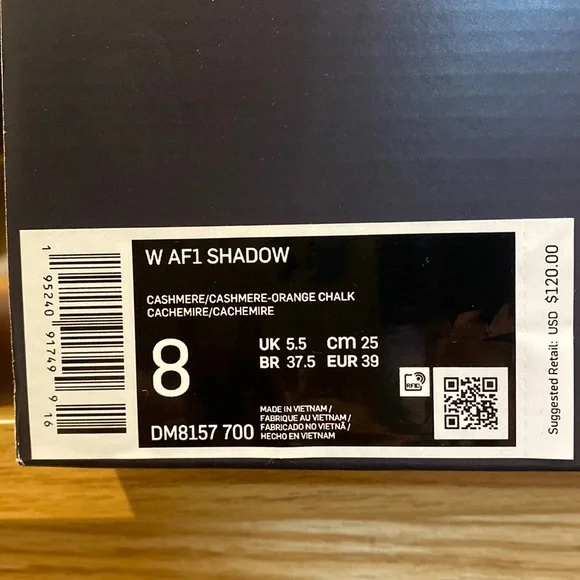 W AF1 SHADOW
CASHMERE/CASHMERE-ORANGE CHALK
CACHEMIRE/CACHEMIRE
8
UK 5.5 cm 25
BR 37.5 EUR 39
RFID
DM8157 700
MADE IN VIETNAM /
FABRIQUE AU VIETNAM /
FABRICADO NO VIETNÃ /
HECHO EN VIETNAM
1 95240 91749 916
Suggested Retail: USD $120.00